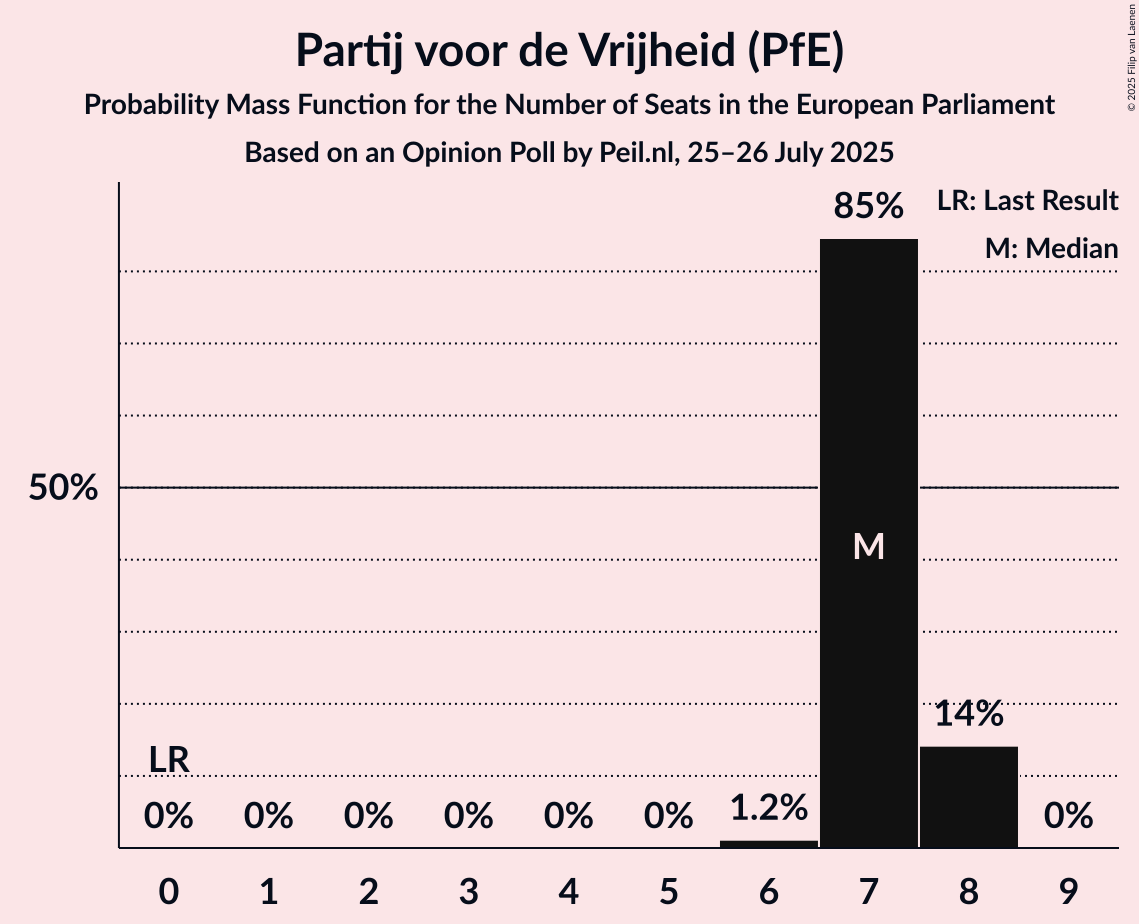 Partij voor de Vrijheid (PfE)
Probability Mass Function for the Number of Seats in the European Parliament
Based on an Opinion Poll by Peil.nl, 25–26 July 2025
© 2025 Filip van Laenen
LR: Last Result
M: Median
85%
50%
M
14%
LR
1.2%
0% 0% 0% 0% 0% 0% 0%
0 1 2 3 4 5 6 7 8 9